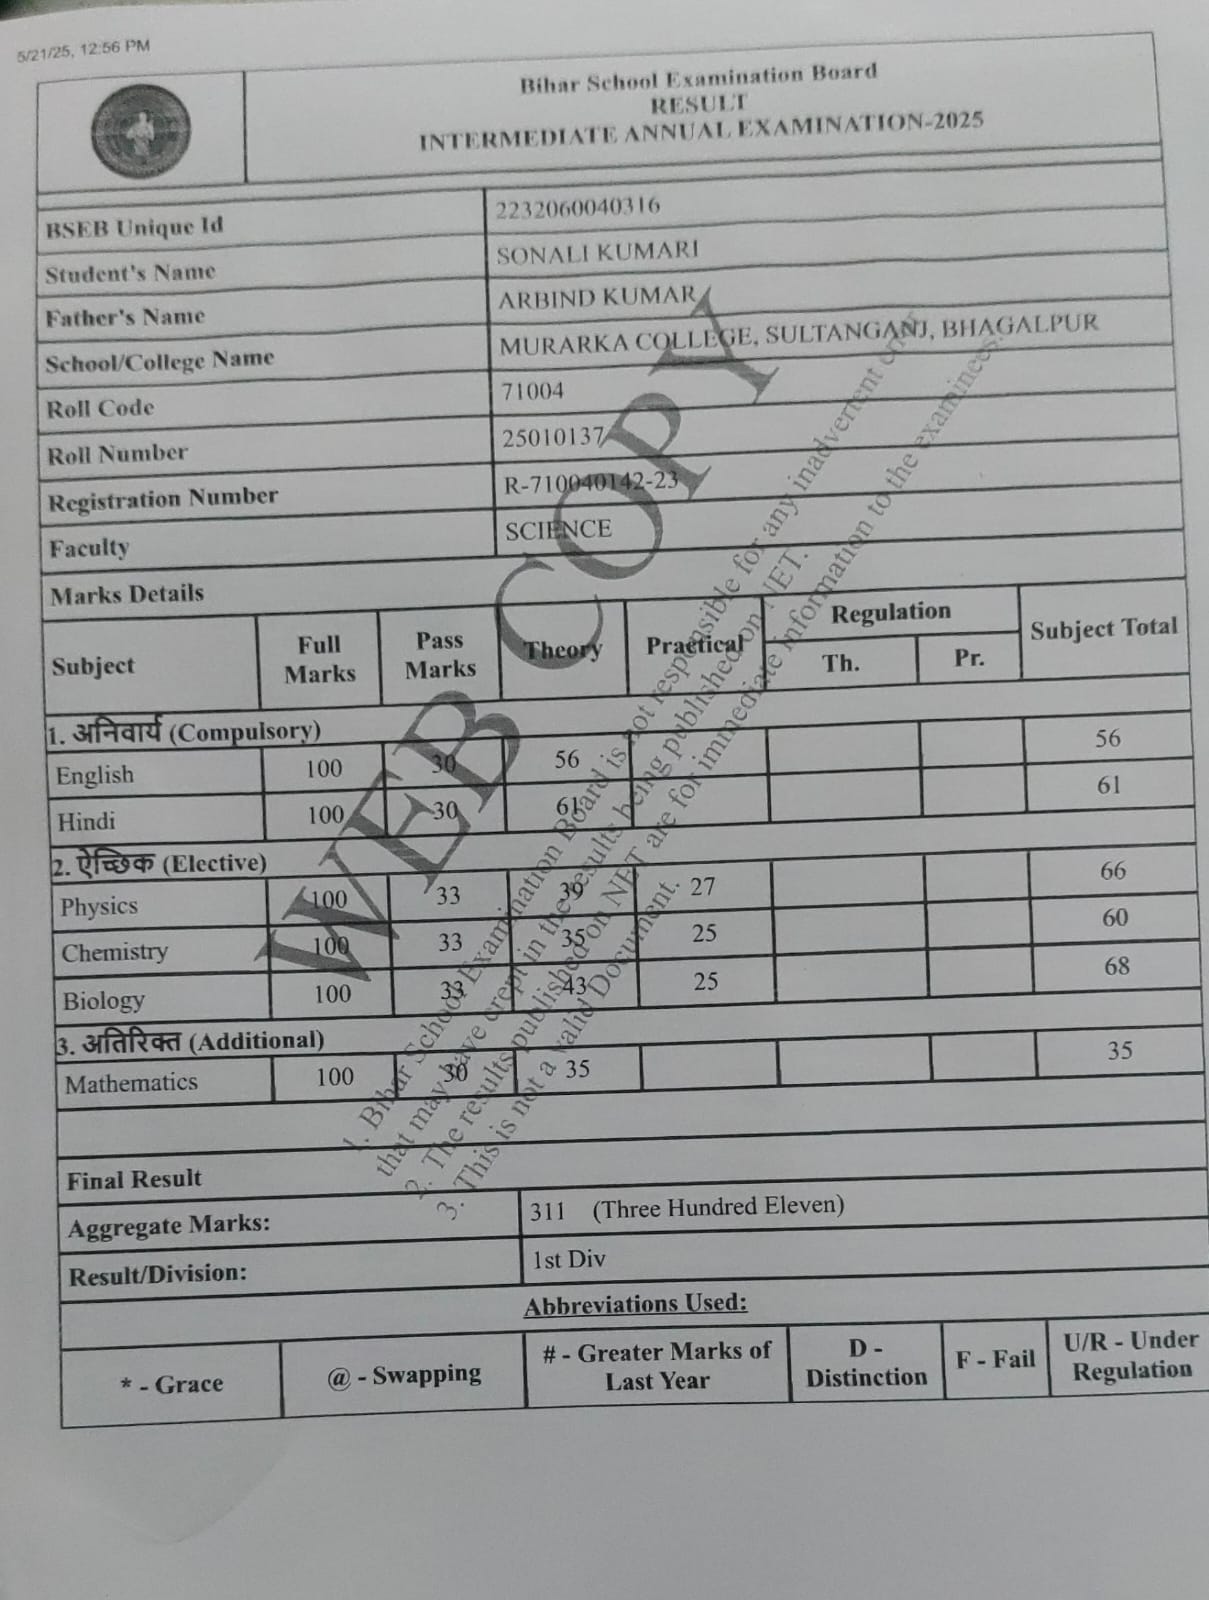 5/21/25, 12:56 PM
Bihar School Examination Board
RESULT
INTERMEDIATE ANNUAL EXAMINATION-2025
BSEB Unique Id 2232060040316
Student's Name SONALI KUMARI
Father's Name ARBIND KUMAR
School/College Name MURARKA COLLEGE, SULTANGANJ, BHAGALPUR
Roll Code 71004
Roll Number 25010137
Registration Number R-710040142-23
Faculty SCIENCE
Marks Details
Subject Full Marks Pass Marks Theory Practical Regulation Th. Pr. Subject Total
1. अनिवार्य (Compulsory)
English 100 30 56 56
Hindi 100 30 61 61
2. ऐच्छिक (Elective)
Physics 100 33 39 27 66
Chemistry 100 33 35 25 60
Biology 100 33 43 25 68
3. अतिरिक्त (Additional)
Mathematics 100 30 35 35
Final Result
Aggregate Marks: 311 (Three Hundred Eleven)
Result/Division: 1st Div
Abbreviations Used:
* - Grace @ - Swapping # - Greater Marks of Last Year D - Distinction F - Fail U/R - Under Regulation
WEB COPY
1. Bihar School Examination Board is not responsible for any inadvertent error
that may have crept in the results being published on NET.
2. The results published on NET are for immediate information to the examinees.
3. This is not a valid Document.